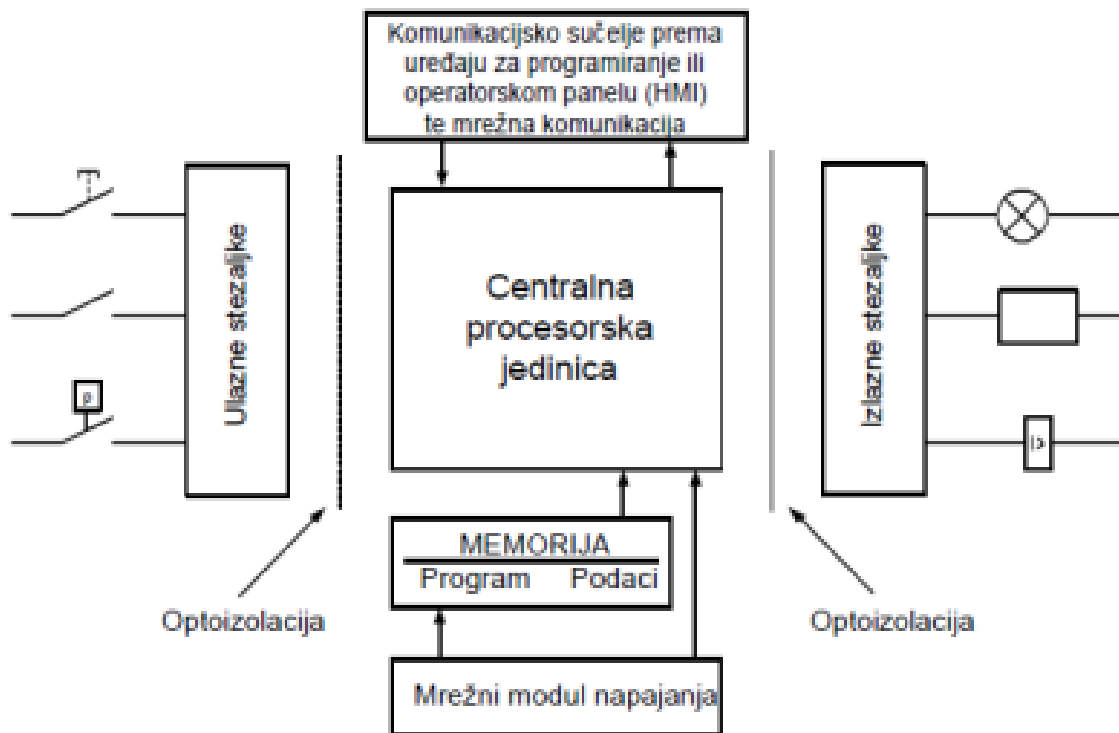 Komunikacijsko sučelje prema
uređaju za programiranje ili
operatorskom panelu (HMI)
te mrežna komunikacija
Ulazne stezaljke
Centralna
procesorska
jedinica
Izlazne stezaljke
p
I>
MEMORIJA
Program Podaci
Optoizolacija
Optoizolacija
Mrežni modul napajanja